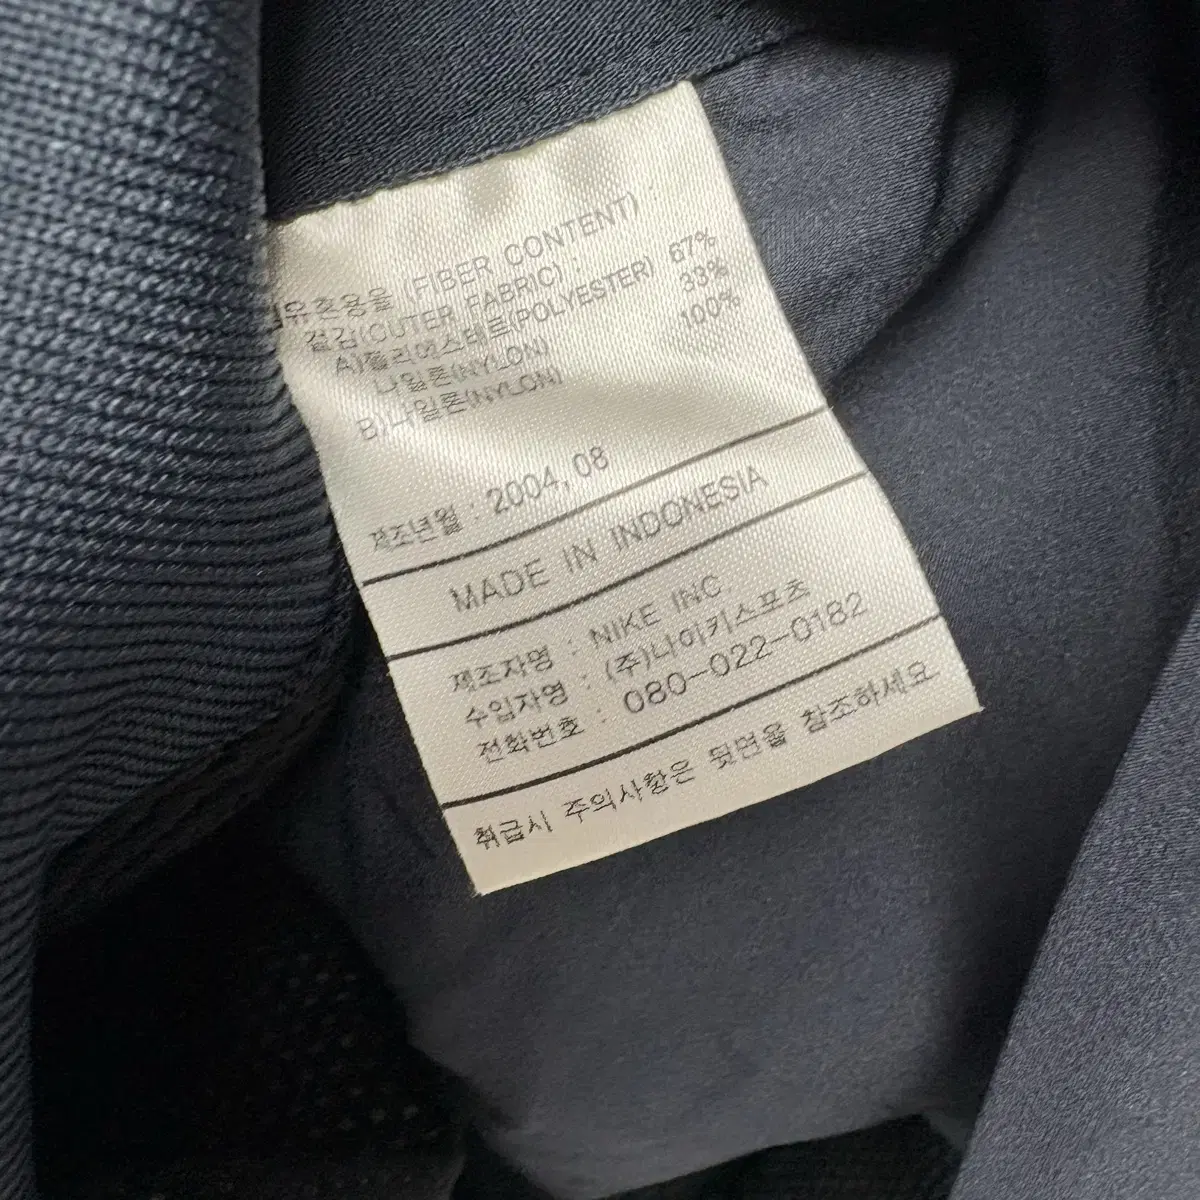 섬유혼용율 (FIBER CONTENT)
겉감(OUTER FABRIC) :
A)폴리에스테르(POLYESTER) 67%
나일론(NYLON) 33%
B)나일론(NYLON) 100%
제조년월 : 2004, 08
MADE IN INDONESIA
제조자명 : NIKE INC.
수입자명 : (주)나이키스포츠
전화번호 : 080-022-0182
취급시 주의사항은 뒷면을 참조하세요.